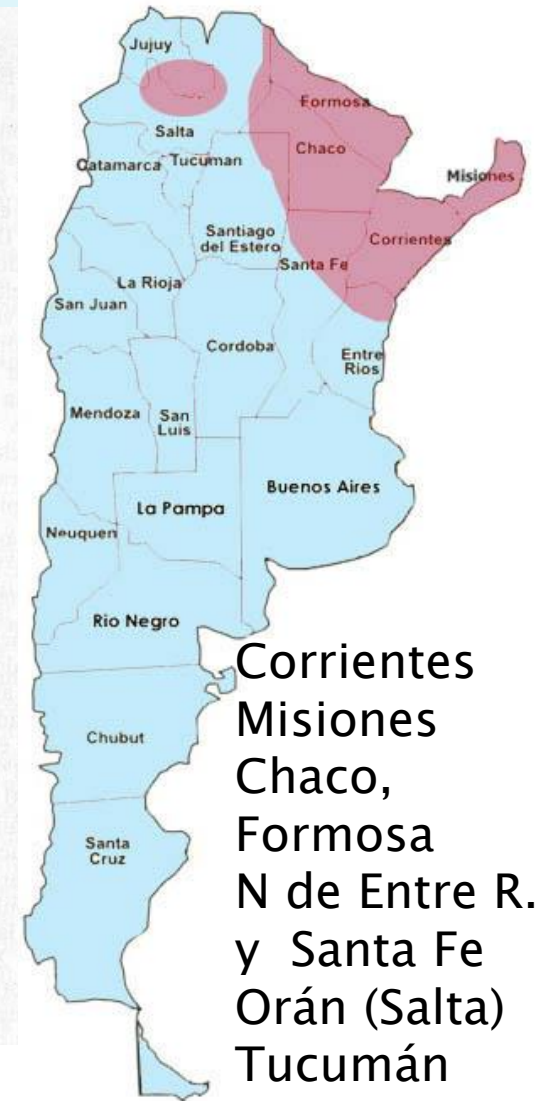 Jujuy
Formosa
Salta
Chaco
Catamarca
Tucuman
Misiones
Santiago
del Estero
Corrientes
Santa Fe
La Rioja
San Juan
Cordoba
Entre
Rios
Mendoza
San
Luis
Buenos Aires
La Pampa
Neuquen
Rio Negro
Chubut
Santa
Cruz
Corrientes
Misiones
Chaco,
Formosa
N de Entre R.
y Santa Fe
Orán (Salta)
Tucumán